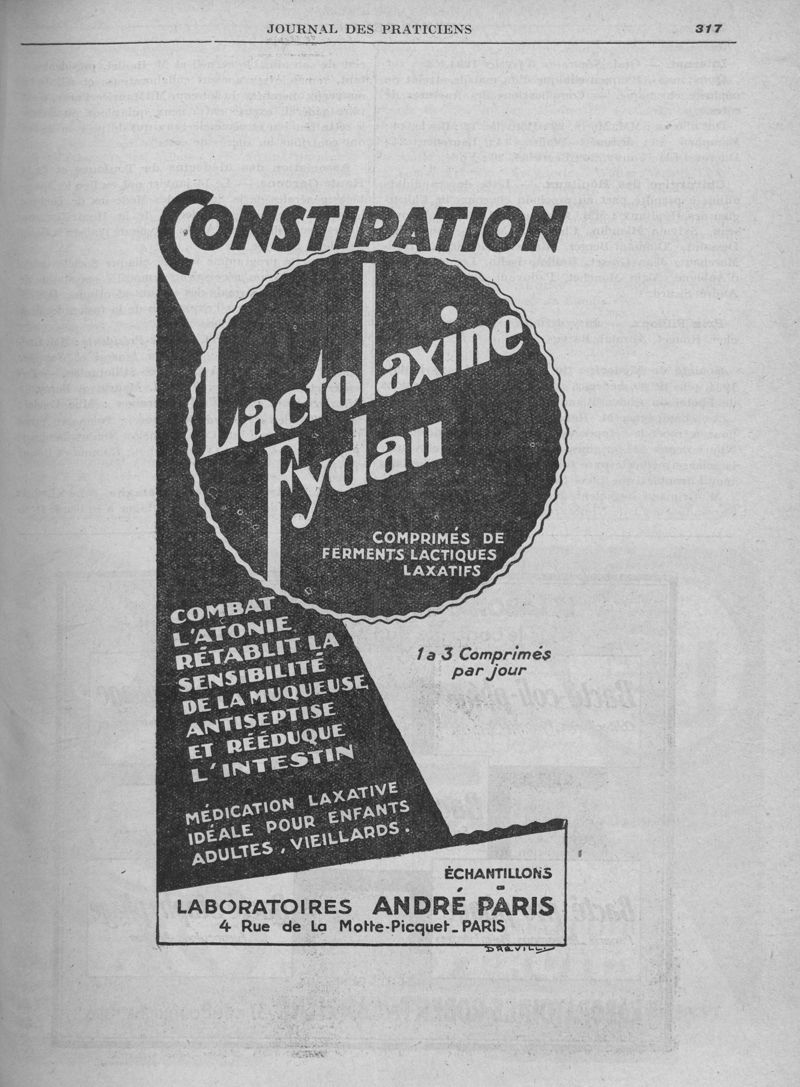 JOURNAL DES PRATICIENS 317
CONSTIPATION
Lactolaxine
Fydau
COMPRIMÉS DE
FERMENTS LACTIQUES
LAXATIFS
COMBAT
L'ATONIE
RÉTABLIT LA
SENSIBILITÉ
DE LA MUQUEUSE
ANTISEPTISE
ET RÉÉDUQUE
L'INTESTIN
1 a 3 Comprimés
par jour
MÉDICATION LAXATIVE
IDÉALE POUR ENFANTS
ADULTES, VIEILLARDS.
ÉCHANTILLONS
LABORATOIRES ANDRÉ PÂRIS
4 Rue de La Motte-Picquet_PARIS